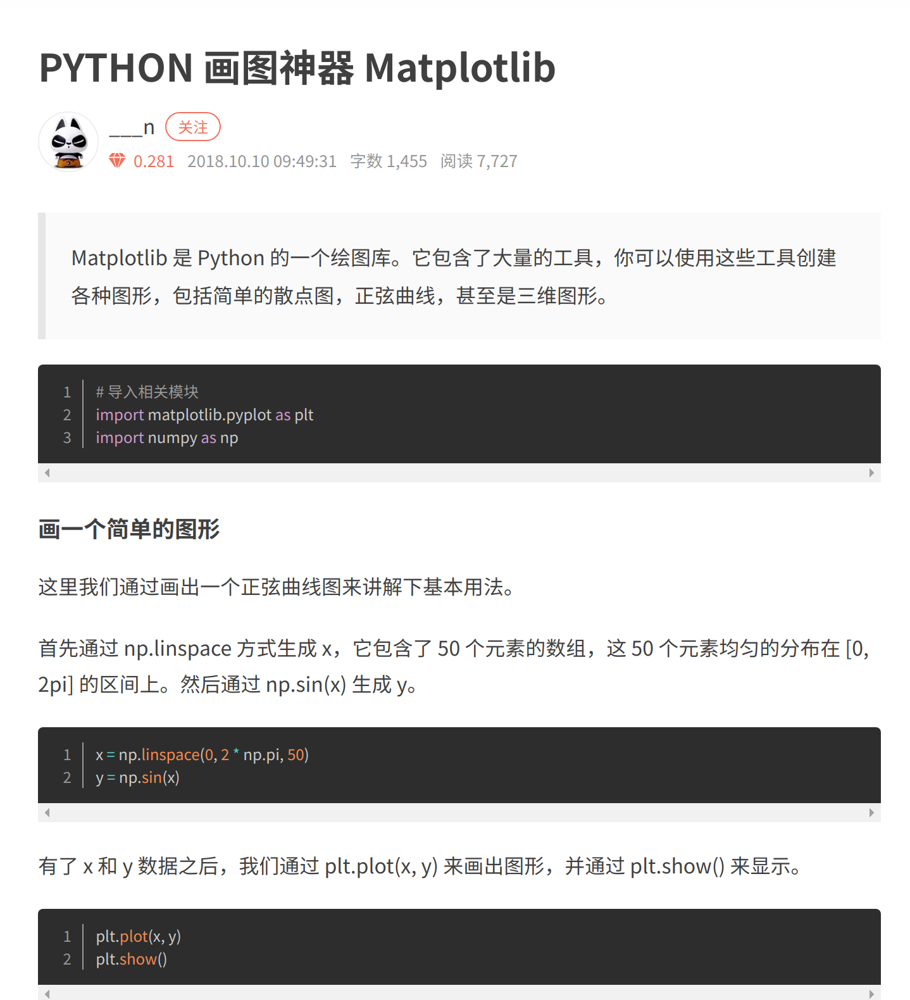 PYTHON 画图神器 Matplotlib
___n 关注
0.281 2018.10.10 09:49:31 字数 1,455 阅读 7,727
Matplotlib 是 Python 的一个绘图库。它包含了大量的工具，你可以使用这些工具创建
各种图形，包括简单的散点图，正弦曲线，甚至是三维图形。
1 # 导入相关模块
2 import matplotlib.pyplot as plt
3 import numpy as np
画一个简单的图形
这里我们通过画出一个正弦曲线图来讲解下基本用法。
首先通过 np.linspace 方式生成 x，它包含了 50 个元素的数组，这 50 个元素均匀的分布在 [0,
2pi] 的区间上。然后通过 np.sin(x) 生成 y。
1 x = np.linspace(0, 2 * np.pi, 50)
2 y = np.sin(x)
有了 x 和 y 数据之后，我们通过 plt.plot(x, y) 来画出图形，并通过 plt.show() 来显示。
1 plt.plot(x, y)
2 plt.show()